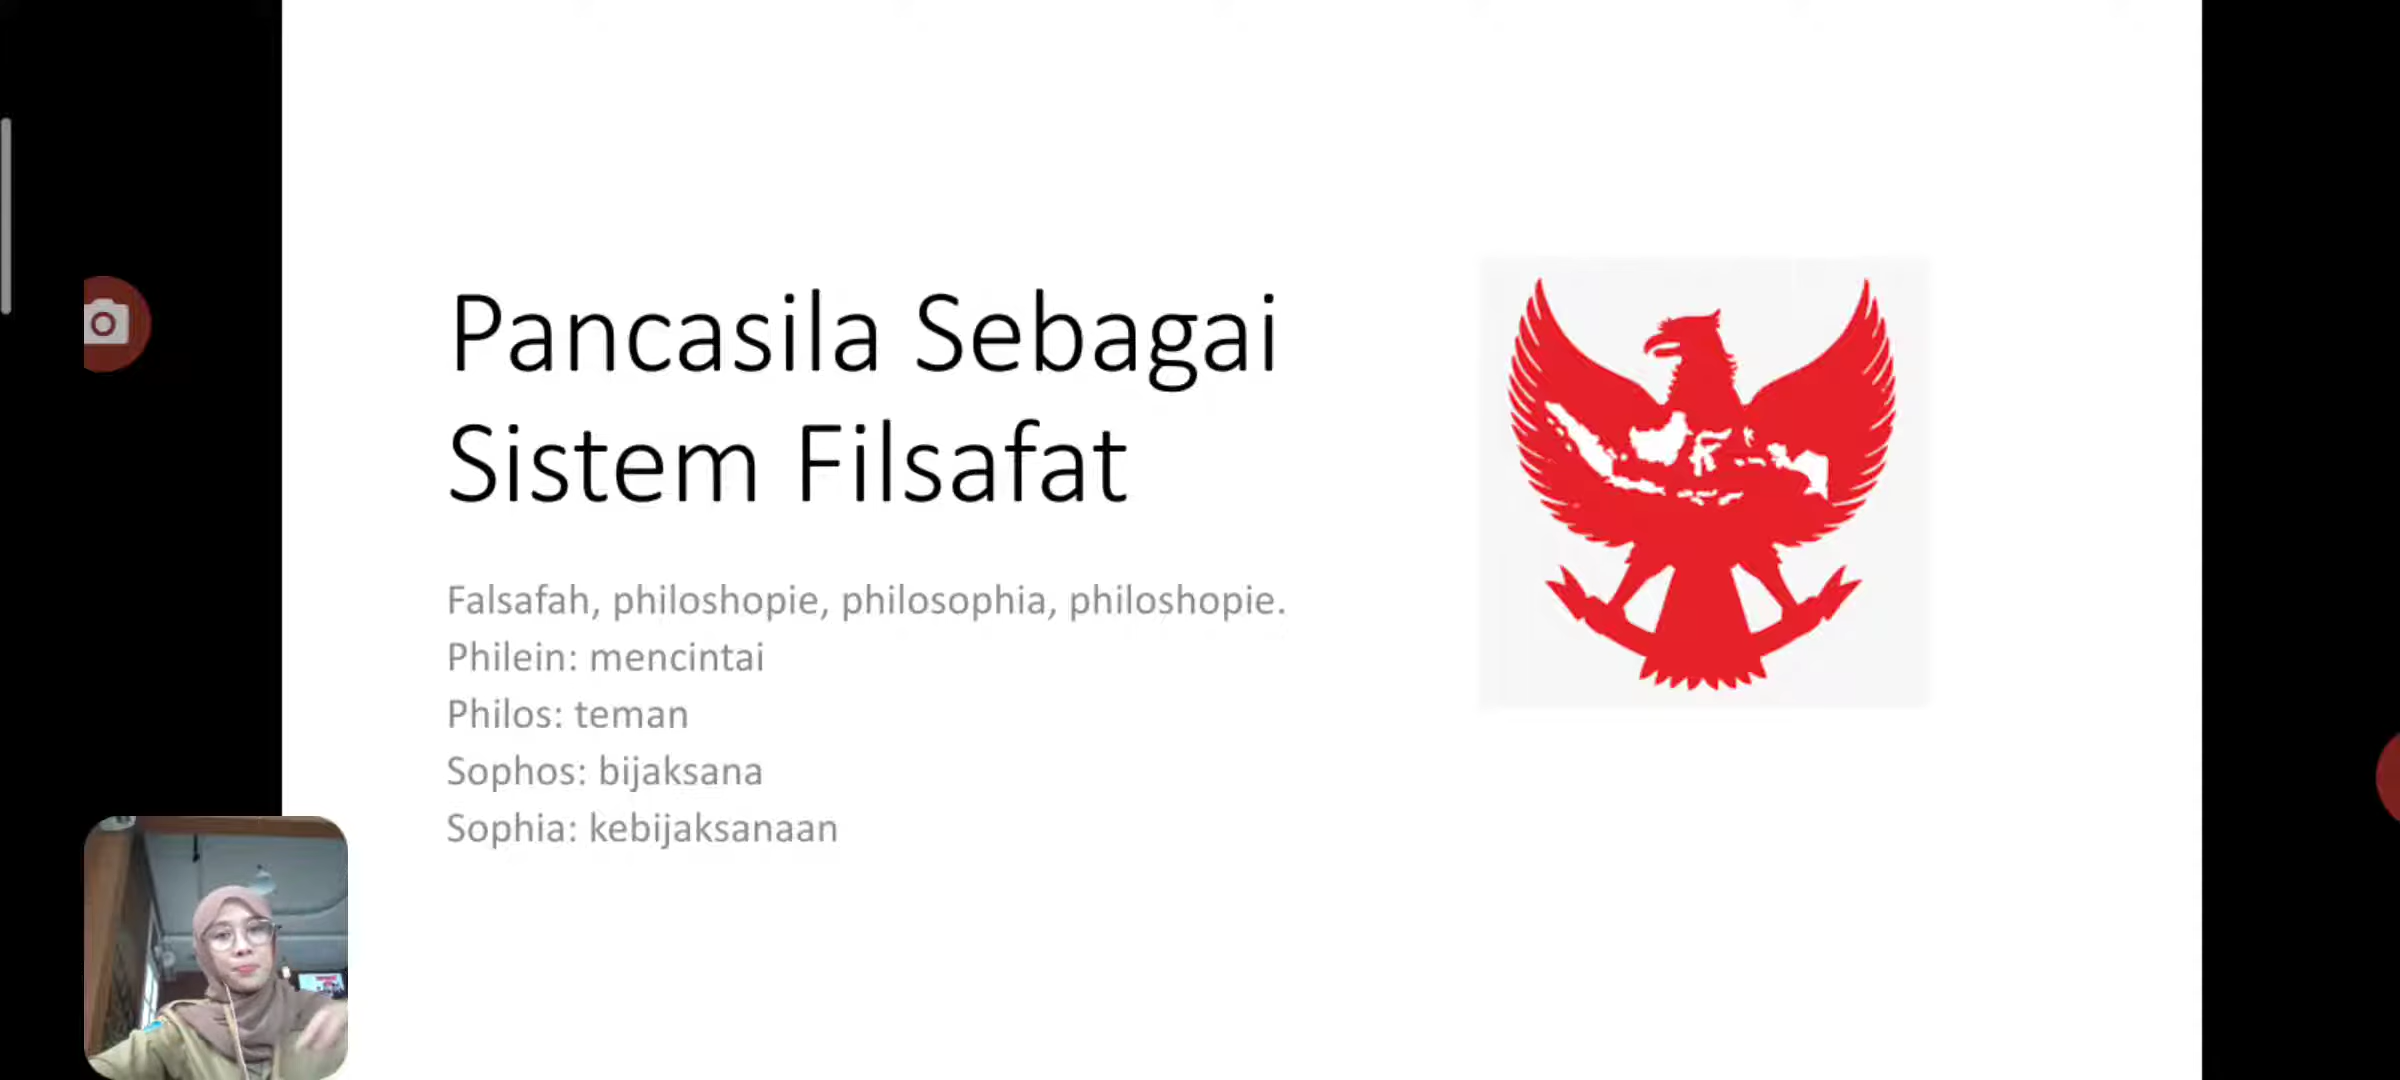 Pancasila Sebagai
Sistem Filsafat
Falsafah, philoshopie, philosophia, philoshopie.
Philein: mencintai
Philos: teman
Sophos: bijaksana
Sophia: kebijaksanaan